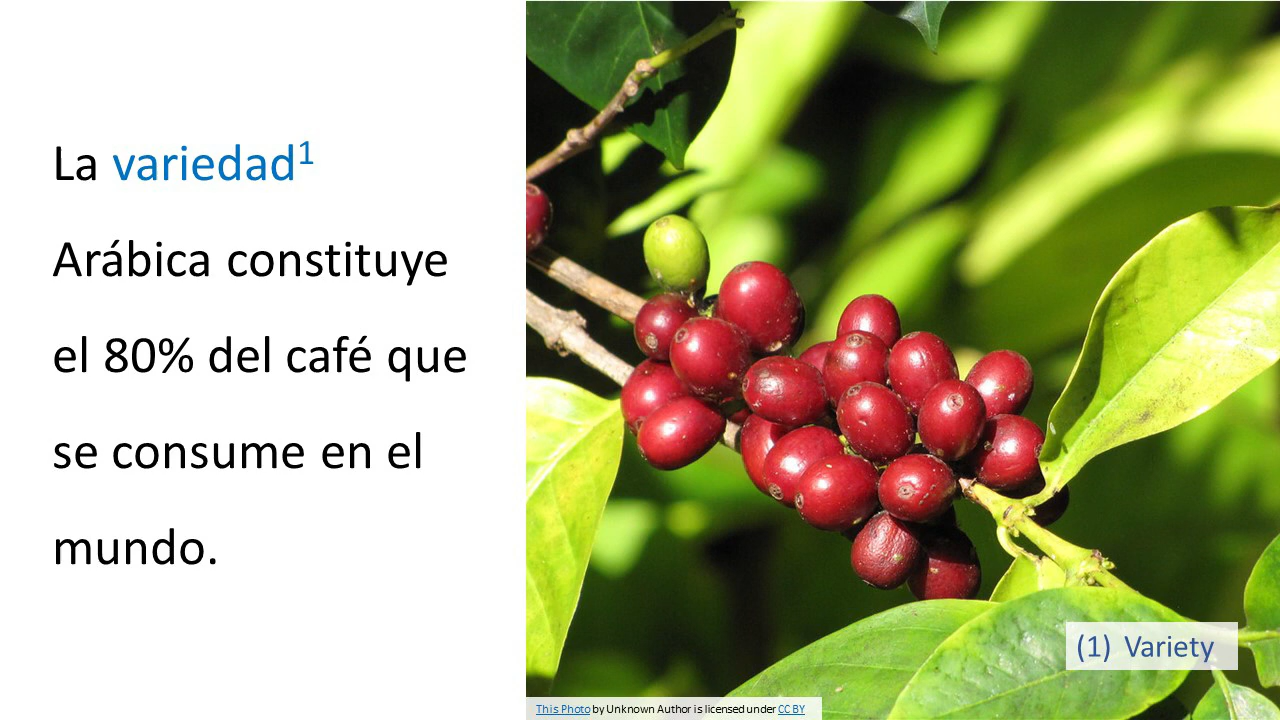 La variedad¹
Arábica constituye
el 80% del café que
se consume en el
mundo.
(1) Variety
This Photo by Unknown Author is licensed under CC BY